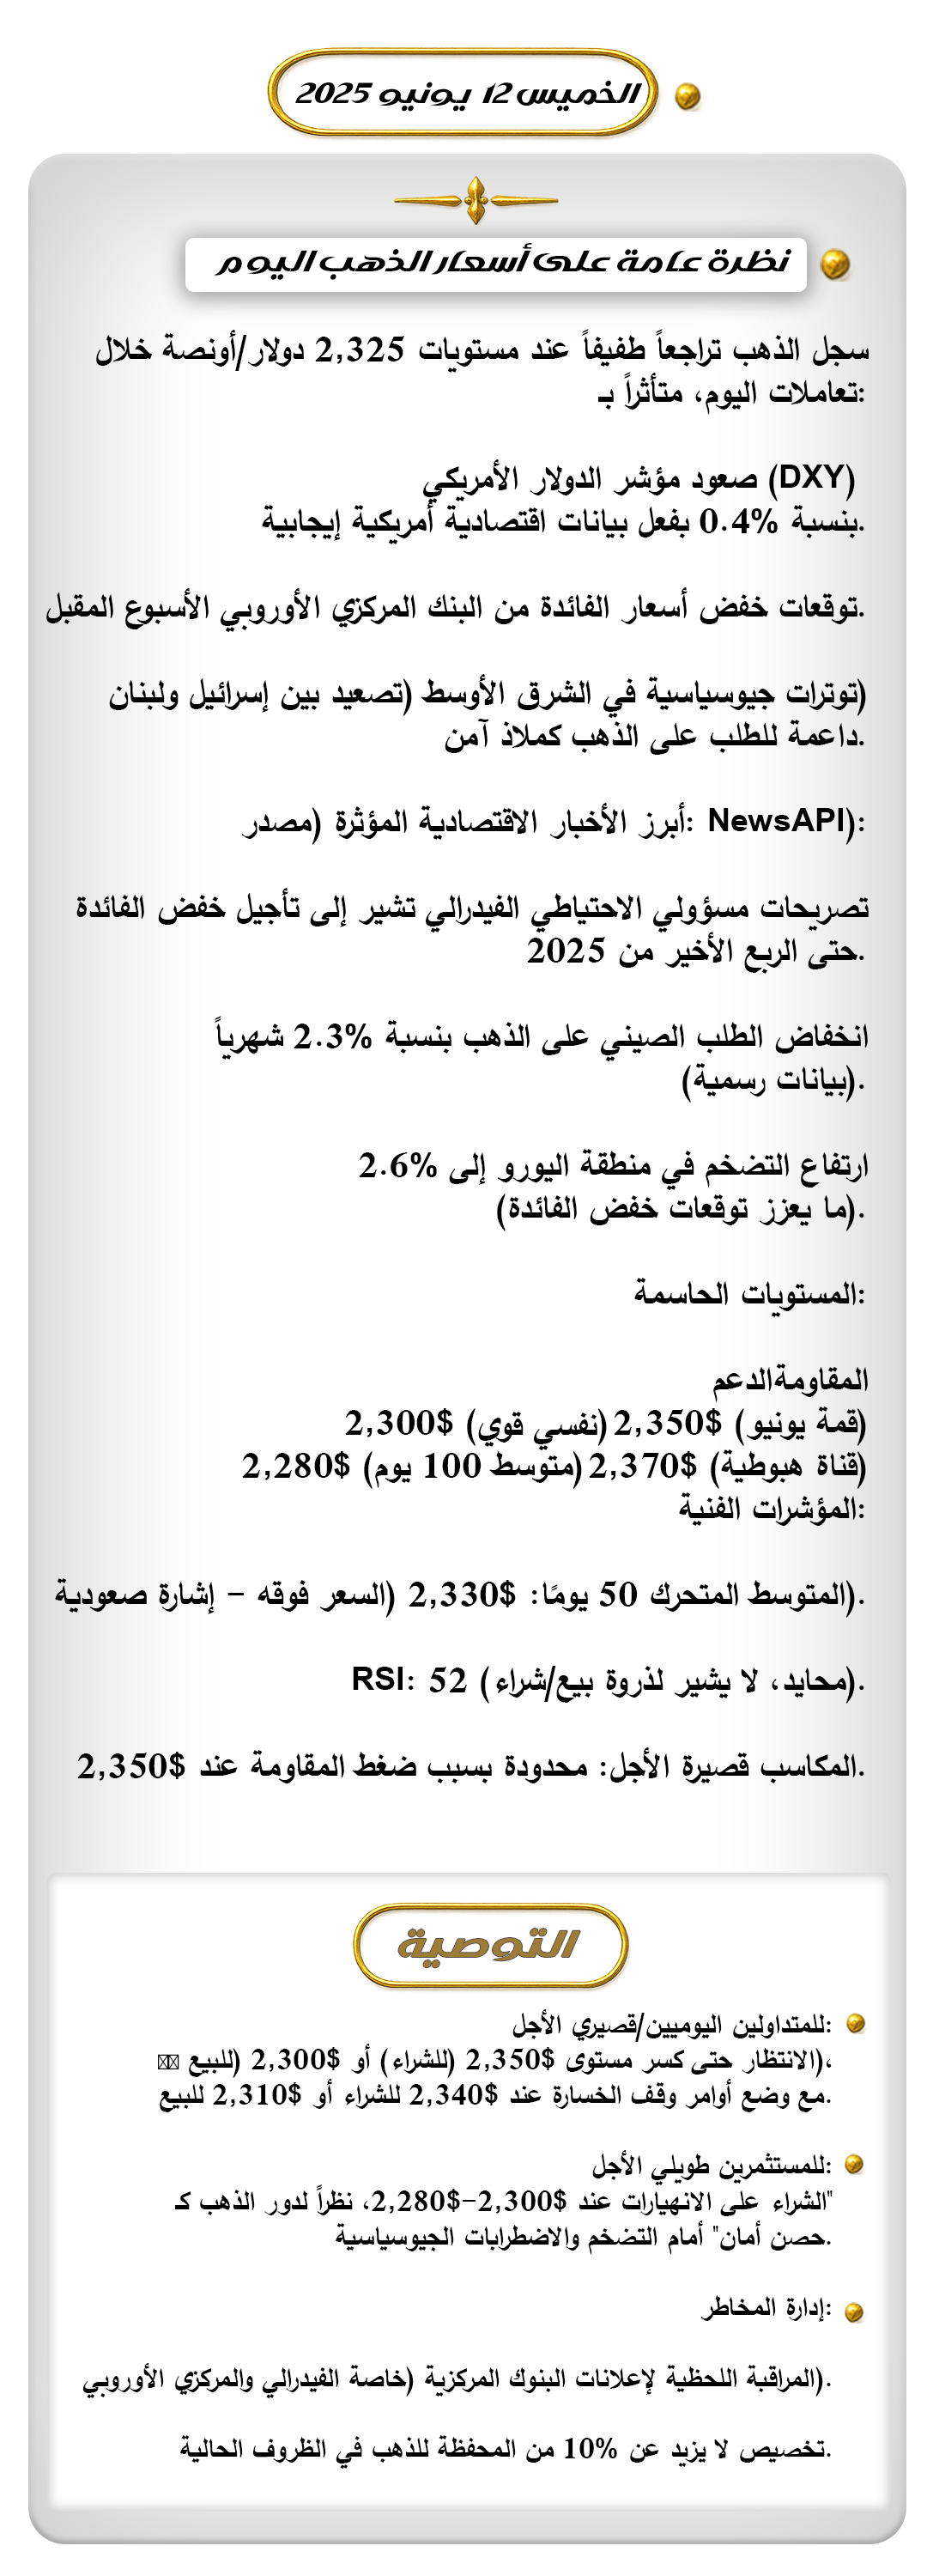 الخميس 12 يونيو 2025
نظرة عامة على أسعار الذهب اليوم
سجل الذهب تراجعاً طفيفاً عند مستويات 2,325 دولار/أونصة خلال
تعاملات اليوم، متأثراً بـ:
صعود مؤشر الدولار الأمريكي (DXY)
بنسبة 0.4% بفعل بيانات اقتصادية أمريكية إيجابية.
توقعات خفض أسعار الفائدة من البنك المركزي الأوروبي الأسبوع المقبل.
توترات جيوسياسية في الشرق الأوسط (تصعيد بين إسرائيل ولبنان)
داعمة للطلب على الذهب كملاذ آمن.
أبرز الأخبار الاقتصادية المؤثرة (مصدر: NewsAPI):
تصريحات مسؤولي الاحتياطي الفيدرالي تشير إلى تأجيل خفض الفائدة
حتى الربع الأخير من 2025.
انخفاض الطلب الصيني على الذهب بنسبة 2.3% شهرياً
(بيانات رسمية).
ارتفاع التضخم في منطقة اليورو إلى 2.6%
(ما يعزز توقعات خفض الفائدة).
المستويات الحاسمة:
المقاومةالدعم
2,300$ (نفسي قوي) 2,350$ (قمة يونيو)
2,280$ (متوسط 100 يوم) 2,370$ (قناة هبوطية)
المؤشرات الفنية:
المتوسط المتحرك 50 يومًا: 2,330$ (السعر فوقه – إشارة صعودية).
RSI: 52 (محايد، لا يشير لذروة بيع/شراء).
المكاسب قصيرة الأجل: محدودة بسبب ضغط المقاومة عند 2,350$.
التوصية
للمتداولين اليوميين/قصيري الأجل:
الانتظار حتى كسر مستوى 2,350$ (للشراء) أو 2,300$ (للبيع)،
مع وضع أوامر وقف الخسارة عند 2,340$ للشراء أو 2,310$ للبيع.
للمستثمرين طويلي الأجل:
الشراء على الانهيارات عند 2,300$–2,280$، نظراً لدور الذهب كـ"
حصن أمان" أمام التضخم والاضطرابات الجيوسياسية.
إدارة المخاطر:
المراقبة اللحظية لإعلانات البنوك المركزية (خاصة الفيدرالي والمركزي الأوروبي).
تخصيص لا يزيد عن 10% من المحفظة للذهب في الظروف الحالية.